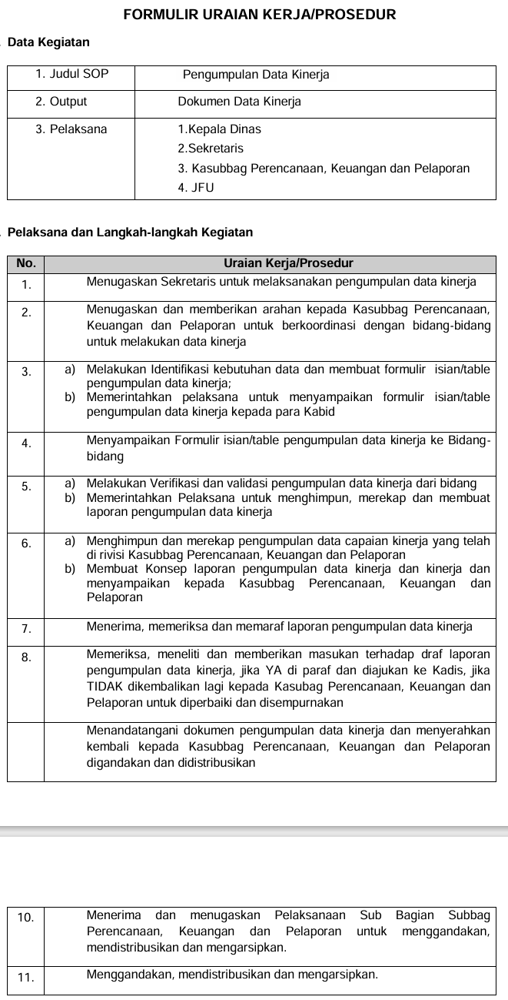 FORMULIR URAIAN KERJA/PROSEDUR
. Data Kegiatan
1. Judul SOP Pengumpulan Data Kinerja
2. Output Dokumen Data Kinerja
3. Pelaksana 1.Kepala Dinas
2.Sekretaris
3. Kasubbag Perencanaan, Keuangan dan Pelaporan
4. JFU
. Pelaksana dan Langkah-langkah Kegiatan
No. Uraian Kerja/Prosedur
1. Menugaskan Sekretaris untuk melaksanakan pengumpulan data kinerja
2. Menugaskan dan memberikan arahan kepada Kasubbag Perencanaan,
Keuangan dan Pelaporan untuk berkoordinasi dengan bidang-bidang
untuk melakukan data kinerja
3. a) Melakukan Identifikasi kebutuhan data dan membuat formulir isian/table
pengumpulan data kinerja;
b) Memerintahkan pelaksana untuk menyampaikan formulir isian/table
pengumpulan data kinerja kepada para Kabid
4. Menyampaikan Formulir isian/table pengumpulan data kinerja ke Bidang-
bidang
5. a) Melakukan Verifikasi dan validasi pengumpulan data kinerja dari bidang
b) Memerintahkan Pelaksana untuk menghimpun, merekap dan membuat
laporan pengumpulan data kinerja
6. a) Menghimpun dan merekap pengumpulan data capaian kinerja yang telah
di rivisi Kasubbag Perencanaan, Keuangan dan Pelaporan
b) Membuat Konsep laporan pengumpulan data kinerja dan kinerja dan
menyampaikan kepada Kasubbag Perencanaan, Keuangan dan
Pelaporan
7. Menerima, memeriksa dan memaraf laporan pengumpulan data kinerja
8. Memeriksa, meneliti dan memberikan masukan terhadap draf laporan
pengumpulan data kinerja, jika YA di paraf dan diajukan ke Kadis, jika
TIDAK dikembalikan lagi kepada Kasubag Perencanaan, Keuangan dan
Pelaporan untuk diperbaiki dan disempurnakan
Menandatangani dokumen pengumpulan data kinerja dan menyerahkan
kembali kepada Kasubbag Perencanaan, Keuangan dan Pelaporan
digandakan dan didistribusikan
10. Menerima dan menugaskan Pelaksanaan Sub Bagian Subbag
Perencanaan, Keuangan dan Pelaporan untuk menggandakan,
mendistribusikan dan mengarsipkan.
11. Menggandakan, mendistribusikan dan mengarsipkan.